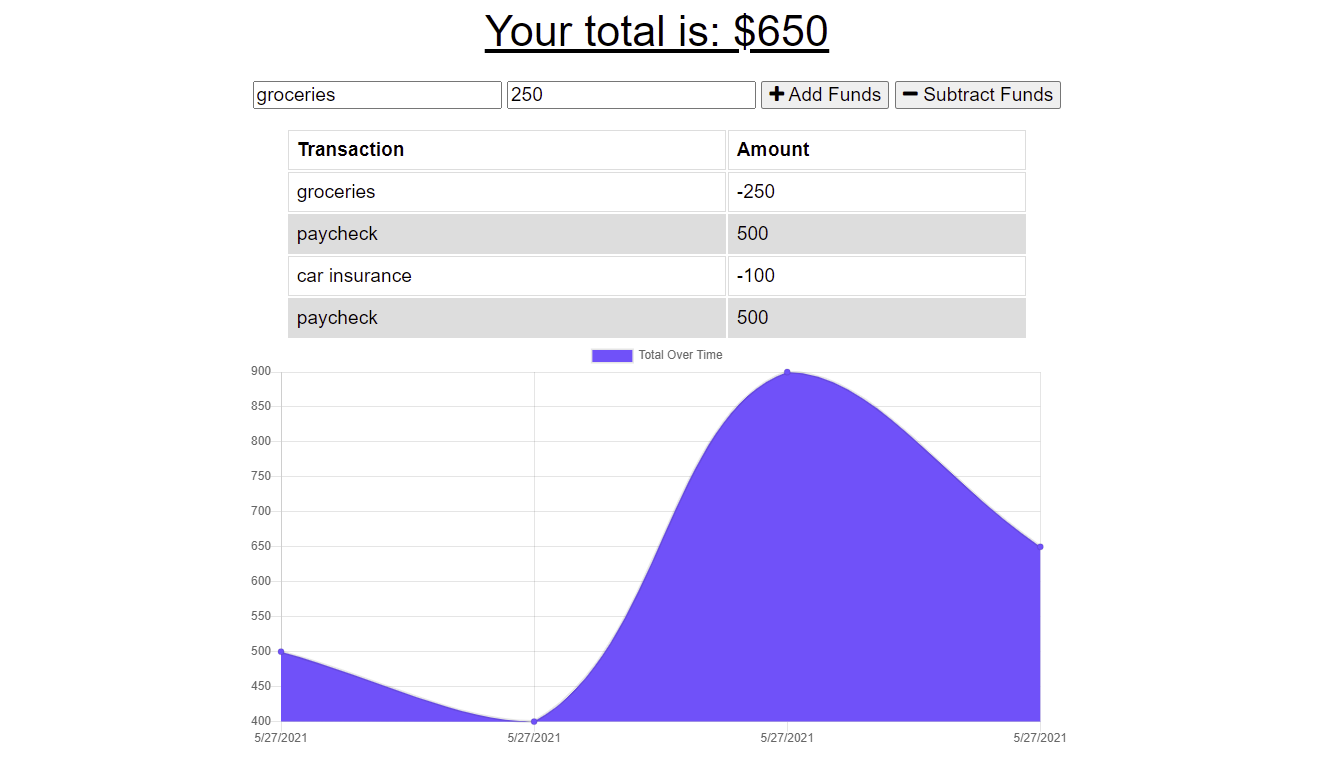 Your total is: $650
groceries 250 Add Funds Subtract Funds
Transaction Amount
groceries -250
paycheck 500
car insurance -100
paycheck 500
Total Over Time
900
850
800
750
700
650
600
550
500
450
400
5/27/2021 5/27/2021 5/27/2021 5/27/2021